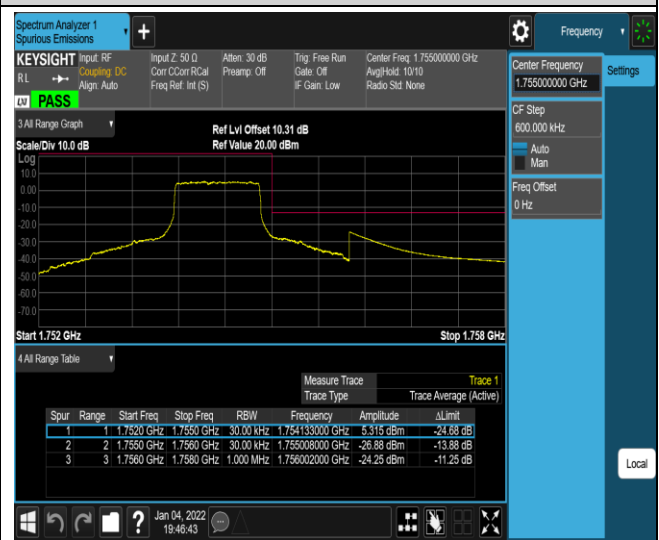 Spectrum Analyzer 1
Spurious Emissions
+
Frequency
KEYSIGHT
RL
LXI PASS
Input: RF
Coupling: DC
Align: Auto
Input Z: 50 Ω
Corr CCorr RCal
Freq Ref: Int (S)
Atten: 30 dB
Preamp: Off
Trig: Free Run
Gate: Off
IF Gain: Low
Center Freq: 1.755000000 GHz
Avg|Hold: 10/10
Radio Std: None
Center Frequency
1.755000000 GHz
Settings
CF Step
600.000 kHz
Auto
Man
Freq Offset
0 Hz
3 All Range Graph
Scale/Div 10.0 dB
Ref Lvl Offset 10.31 dB
Ref Value 20.00 dBm
Log
10.0
0.00
-10.0
-20.0
-30.0
-40.0
-50.0
-60.0
-70.0
Start 1.752 GHz
Stop 1.758 GHz
4 All Range Table
Measure Trace Trace 1
Trace Type Trace Average (Active)
Spur Range Start Freq Stop Freq RBW Frequency Amplitude ΔLimit
1 1 1.7520 GHz 1.7550 GHz 30.00 kHz 1.754133000 GHz 5.315 dBm -24.68 dB
2 2 1.7550 GHz 1.7560 GHz 30.00 kHz 1.755008000 GHz -26.88 dBm -13.88 dB
3 3 1.7560 GHz 1.7580 GHz 1.000 MHz 1.756002000 GHz -24.25 dBm -11.25 dB
Local
?
Jan 04, 2022
19:46:43